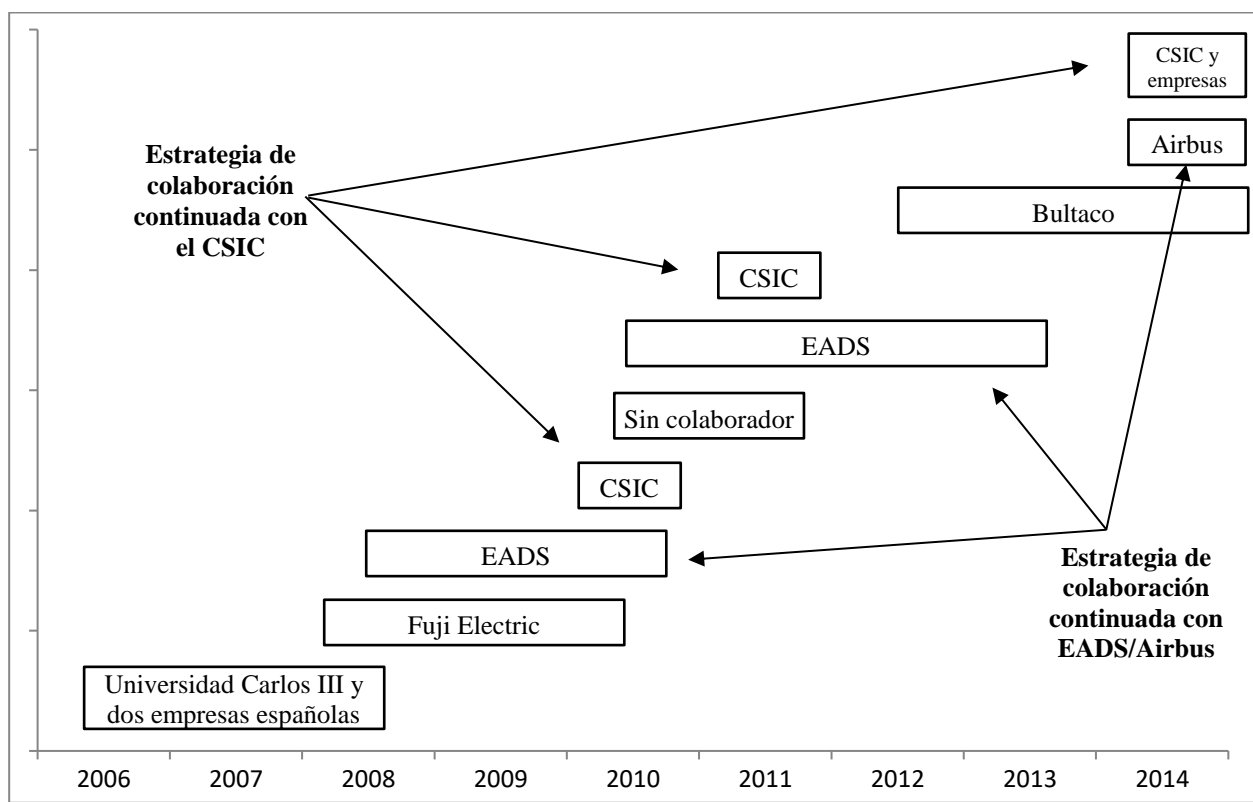 CSIC y
empresas
Airbus
Estrategia de
colaboración
continuada con
el CSIC
Bultaco
CSIC
EADS
Sin colaborador
CSIC
EADS
Estrategia de
colaboración
continuada con
EADS/Airbus
Fuji Electric
Universidad Carlos III y
dos empresas españolas
2006 2007 2008 2009 2010 2011 2012 2013 2014